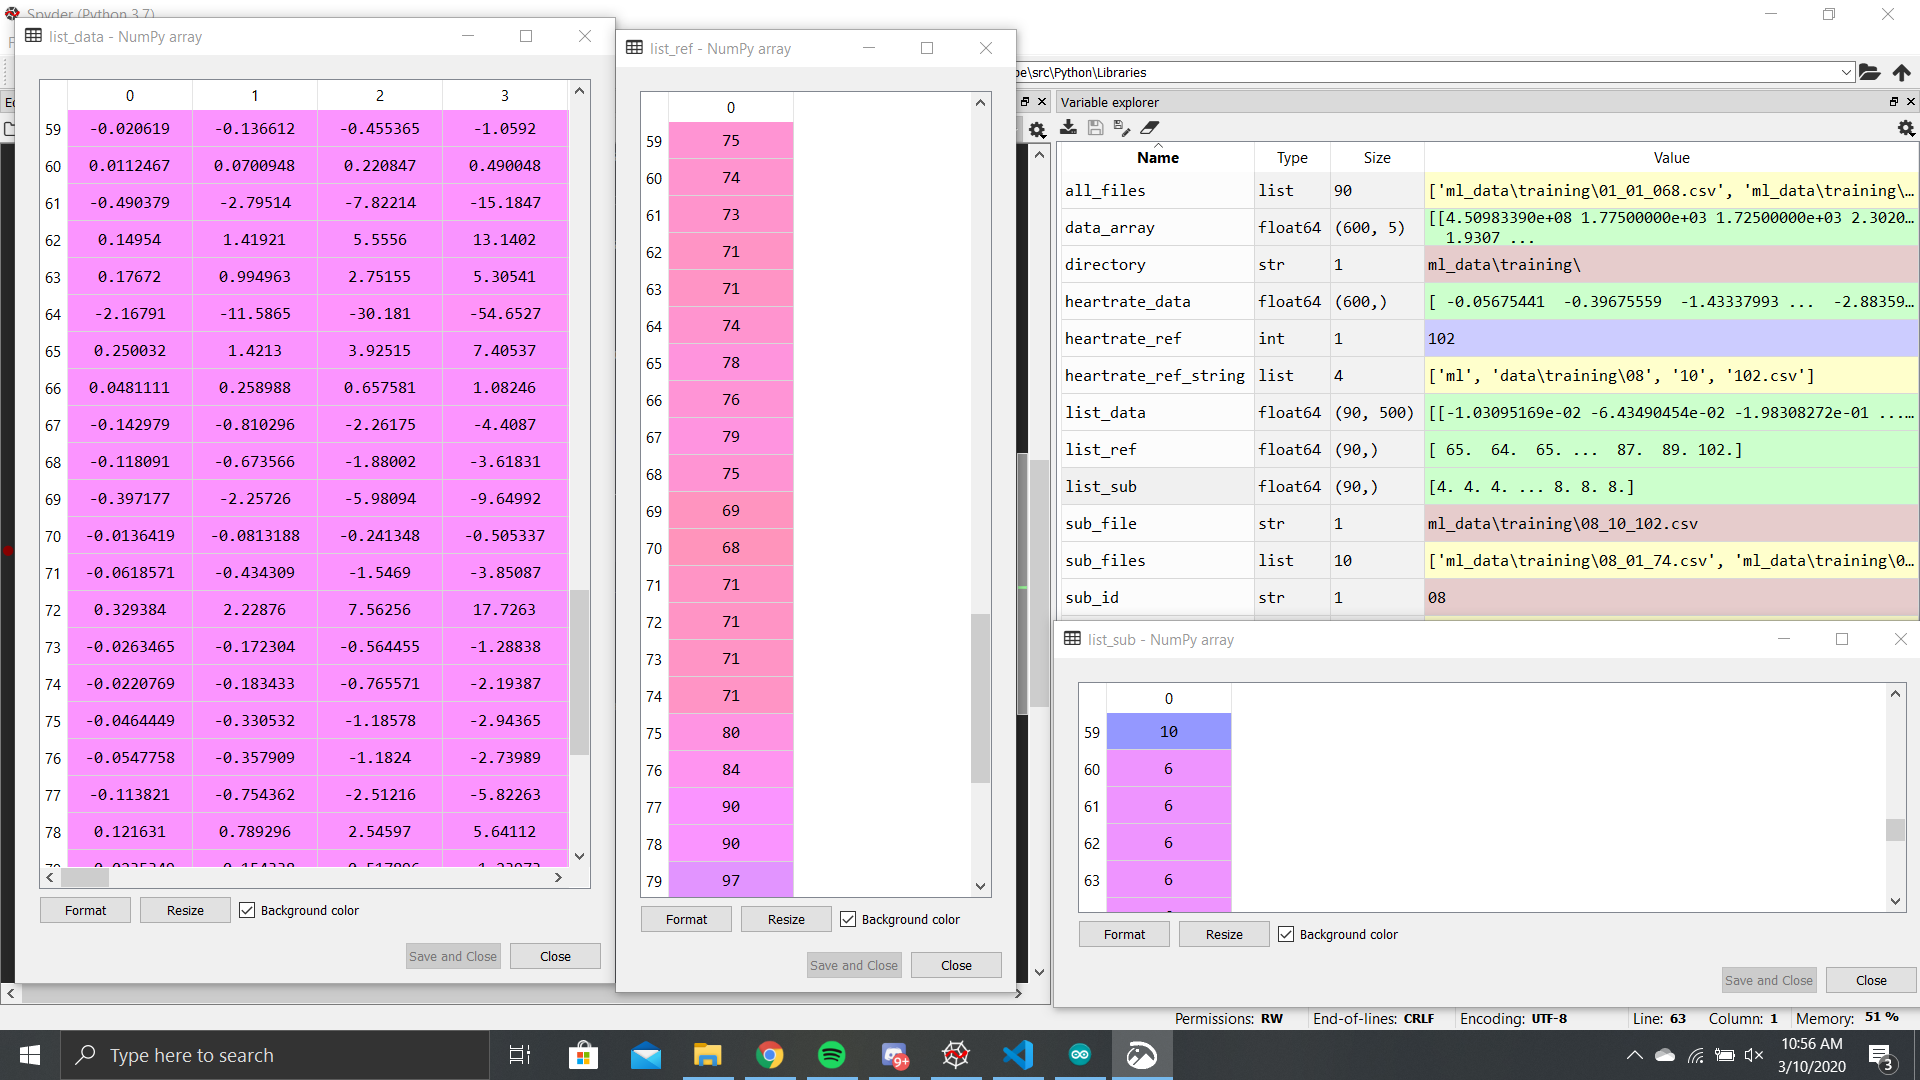 Spyder (Python 3.7)
list_data - NumPy array
0 1 2 3
59 -0.020619 -0.136612 -0.455365 -1.0592
60 0.0112467 0.0700948 0.220847 0.490048
61 -0.490379 -2.79514 -7.82214 -15.1847
62 0.14954 1.41921 5.5556 13.1402
63 0.17672 0.994963 2.75155 5.30541
64 -2.16791 -11.5865 -30.181 -54.6527
65 0.250032 1.4213 3.92515 7.40537
66 0.0481111 0.258988 0.657581 1.08246
67 -0.142979 -0.810296 -2.26175 -4.4087
68 -0.118091 -0.673566 -1.88002 -3.61831
69 -0.397177 -2.25726 -5.98094 -9.64992
70 -0.0136419 -0.0813188 -0.241348 -0.505337
71 -0.0618571 -0.434309 -1.5469 -3.85087
72 0.329384 2.22876 7.56256 17.7263
73 -0.0263465 -0.172304 -0.564455 -1.28838
74 -0.0220769 -0.183433 -0.765571 -2.19387
75 -0.0464449 -0.330532 -1.18578 -2.94365
76 -0.0547758 -0.357909 -1.1824 -2.73989
77 -0.113821 -0.754362 -2.51216 -5.82263
78 0.121631 0.789296 2.54597 5.64112
Format Resize Background color
Save and Close Close
list_ref - NumPy array
0
59 75
60 74
61 73
62 71
63 71
64 74
65 78
66 76
67 79
68 75
69 69
70 68
71 71
72 71
73 71
74 71
75 80
76 84
77 90
78 90
79 97
Format Resize Background color
Save and Close Close
pe\src\Python\Libraries
Variable explorer
Name Type Size Value
all_files list 90 ['ml_data\training\01_01_068.csv', 'ml_data\training\...
data_array float64 (600, 5) [[4.50983390e+08 1.77500000e+03 1.72500000e+03 2.3020...
1.9307 ...
directory str 1 ml_data\training\
heartrate_data float64 (600,) [ -0.05675441 -0.39675559 -1.43337993 ... -2.88359...
heartrate_ref int 1 102
heartrate_ref_string list 4 ['ml', 'data\training\08', '10', '102.csv']
list_data float64 (90, 500) [[-1.03095169e-02 -6.43490454e-02 -1.98308272e-01 ......
list_ref float64 (90,) [ 65. 64. 65. ... 87. 89. 102.]
list_sub float64 (90,) [4. 4. 4. ... 8. 8. 8.]
sub_file str 1 ml_data\training\08_10_102.csv
sub_files list 10 ['ml_data\training\08_01_74.csv', 'ml_data\training\0...
sub_id str 1 08
list_sub - NumPy array
0
59 10
60 6
61 6
62 6
63 6
Format Resize Background color
Save and Close Close
Permissions: RW End-of-lines: CRLF Encoding: UTF-8 Line: 63 Column: 1 Memory: 51 %
Type here to search
9+
10:56 AM
3/10/2020
3